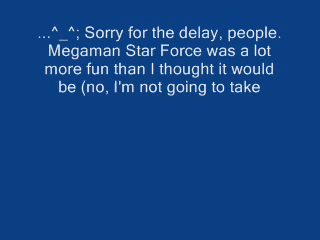 ...^_^; Sorry for the delay, people.
Megaman Star Force was a lot
more fun than I thought it would
be (no, I'm not going to take